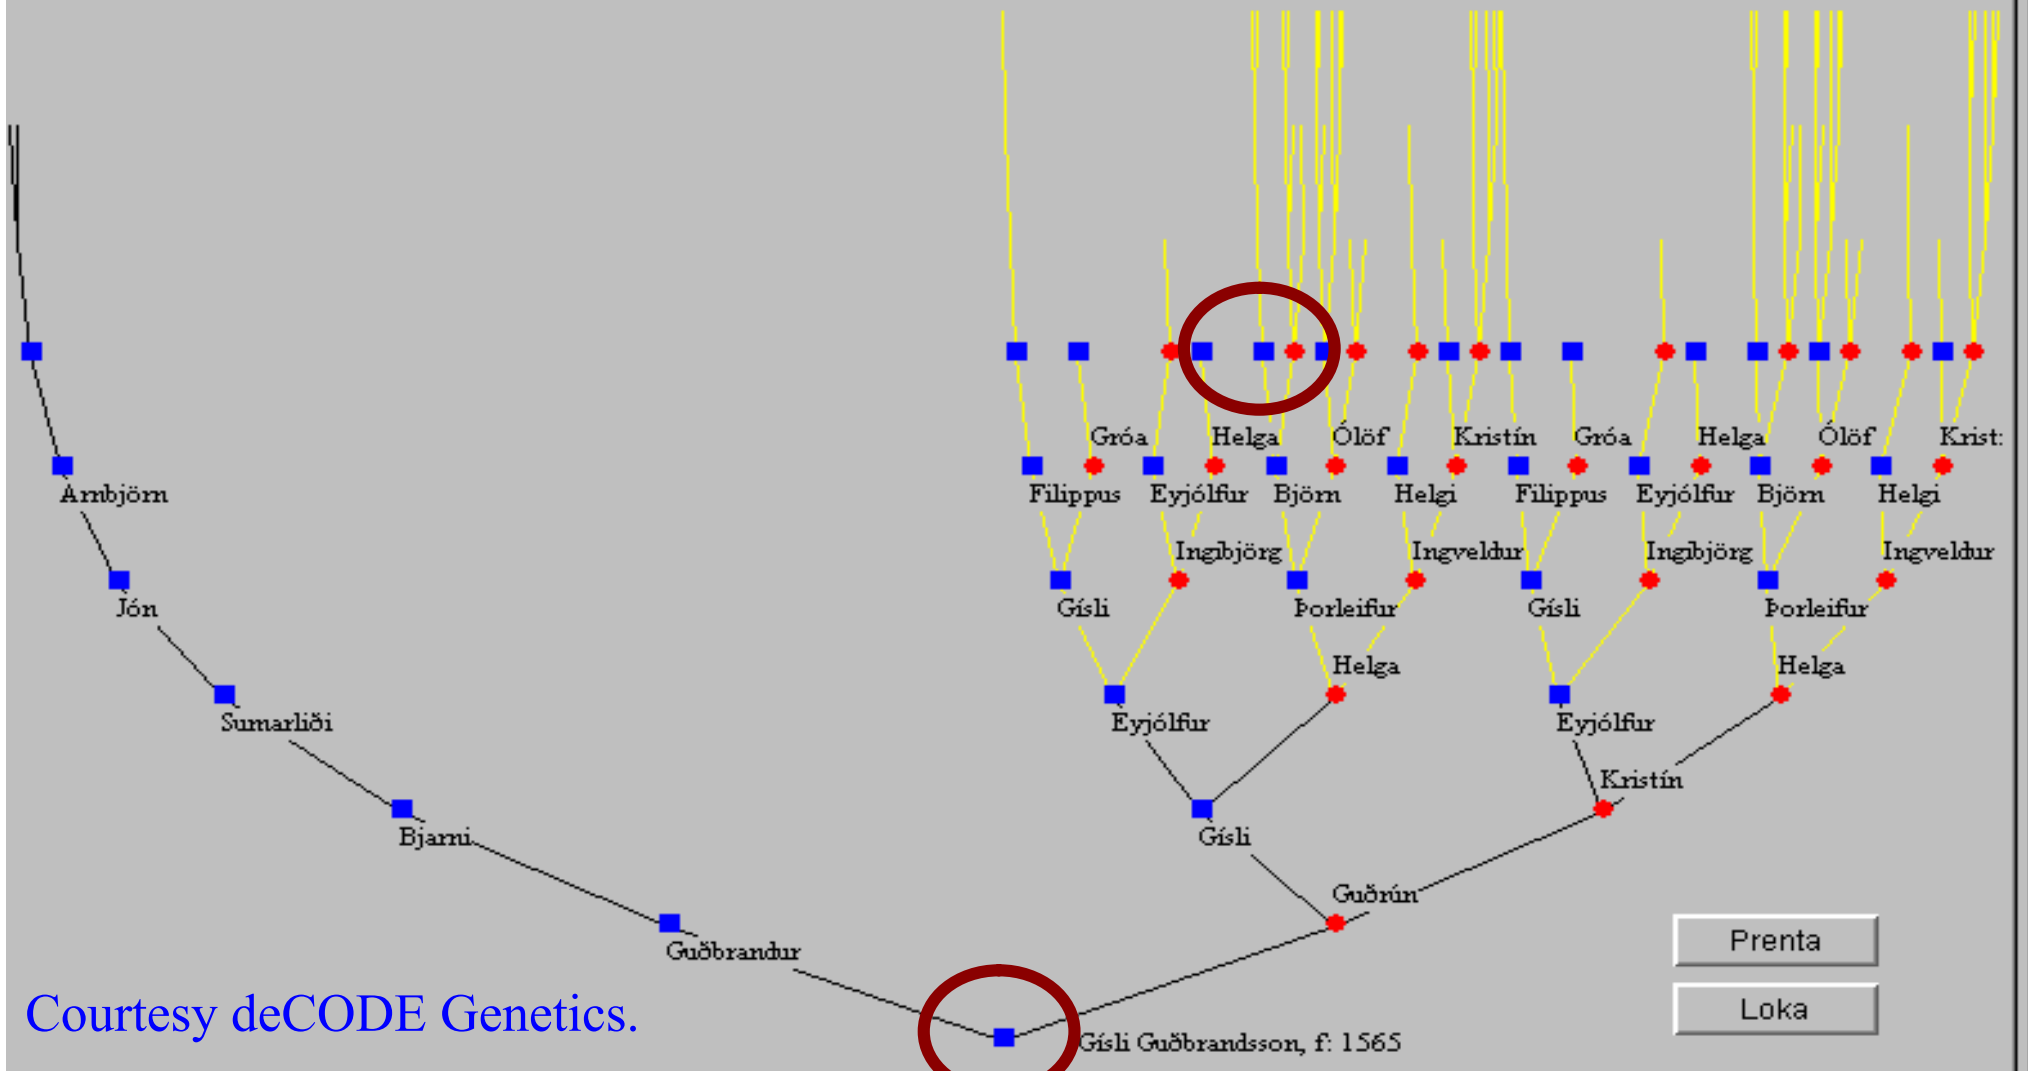 Gróa Helga Ólöf Kristín Gróa Helga Ólöf Krist:
Arnbjörn Filippus Eyjólfur Björn Helgi Filippus Eyjólfur Björn Helgi
Ingibjörg Ingveldur Ingibjörg Ingveldur
Jón Gísli Þorleifur Gísli Þorleifur
Helga Helga
Sumarliði Eyjólfur Eyjólfur
Kristín
Bjarni Gísli
Guðrún
Guðbrandur
Prenta
Loka
Courtesy deCODE Genetics.
Gísli Guðbrandsson, f: 1565